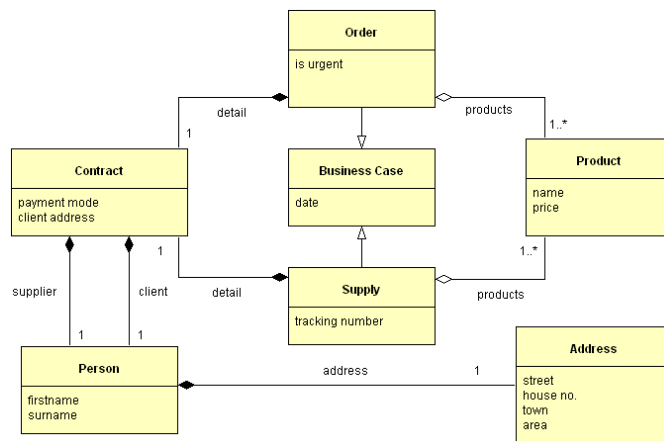 Order
is urgent
detail
products
1
1..*
Contract
payment mode
client address
Business Case
date
Product
name
price
1
1..*
supplier
client
detail
products
Supply
tracking number
1
1
Person
firstname
surname
address
1
Address
street
house no.
town
area